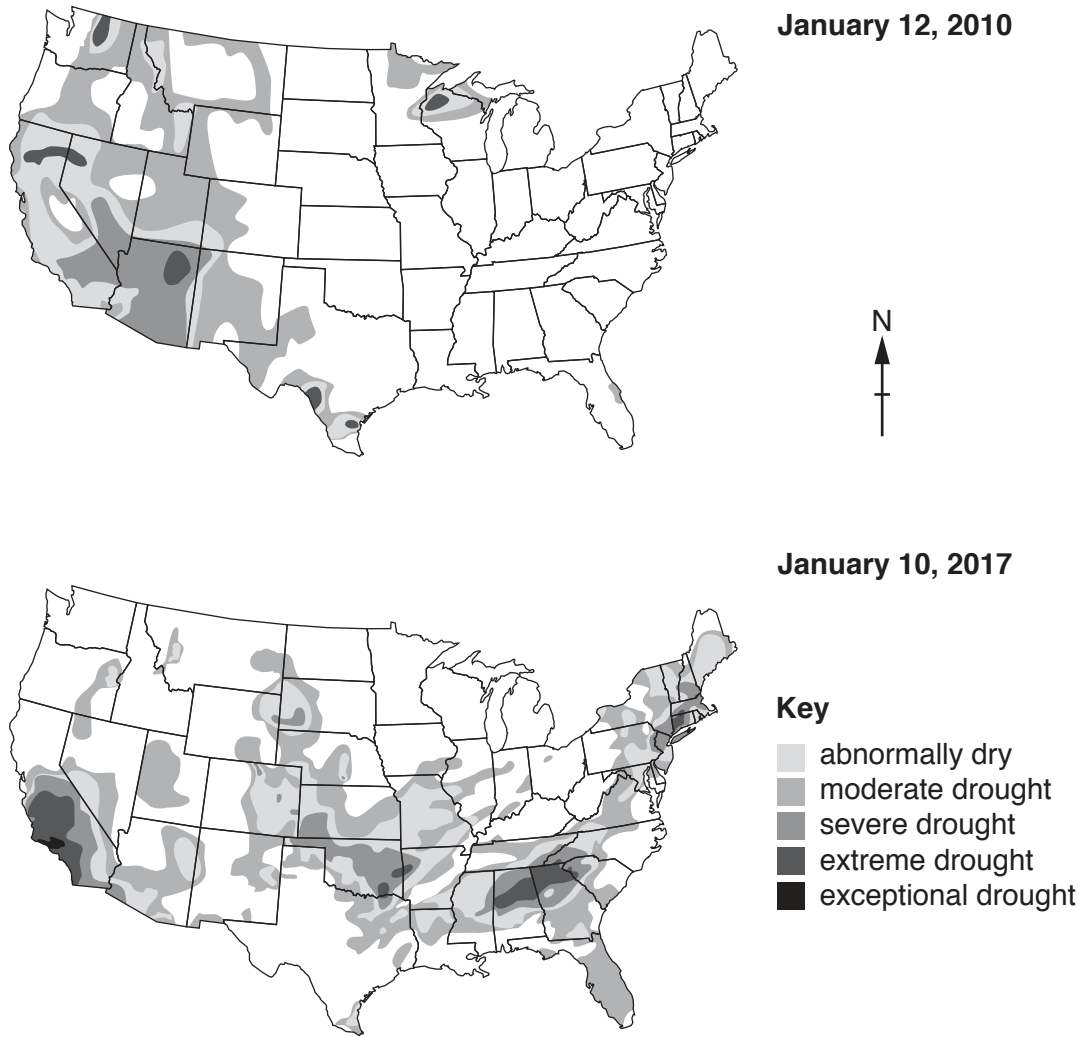 January 12, 2010
N
January 10, 2017
Key
abnormally dry
moderate drought
severe drought
extreme drought
exceptional drought